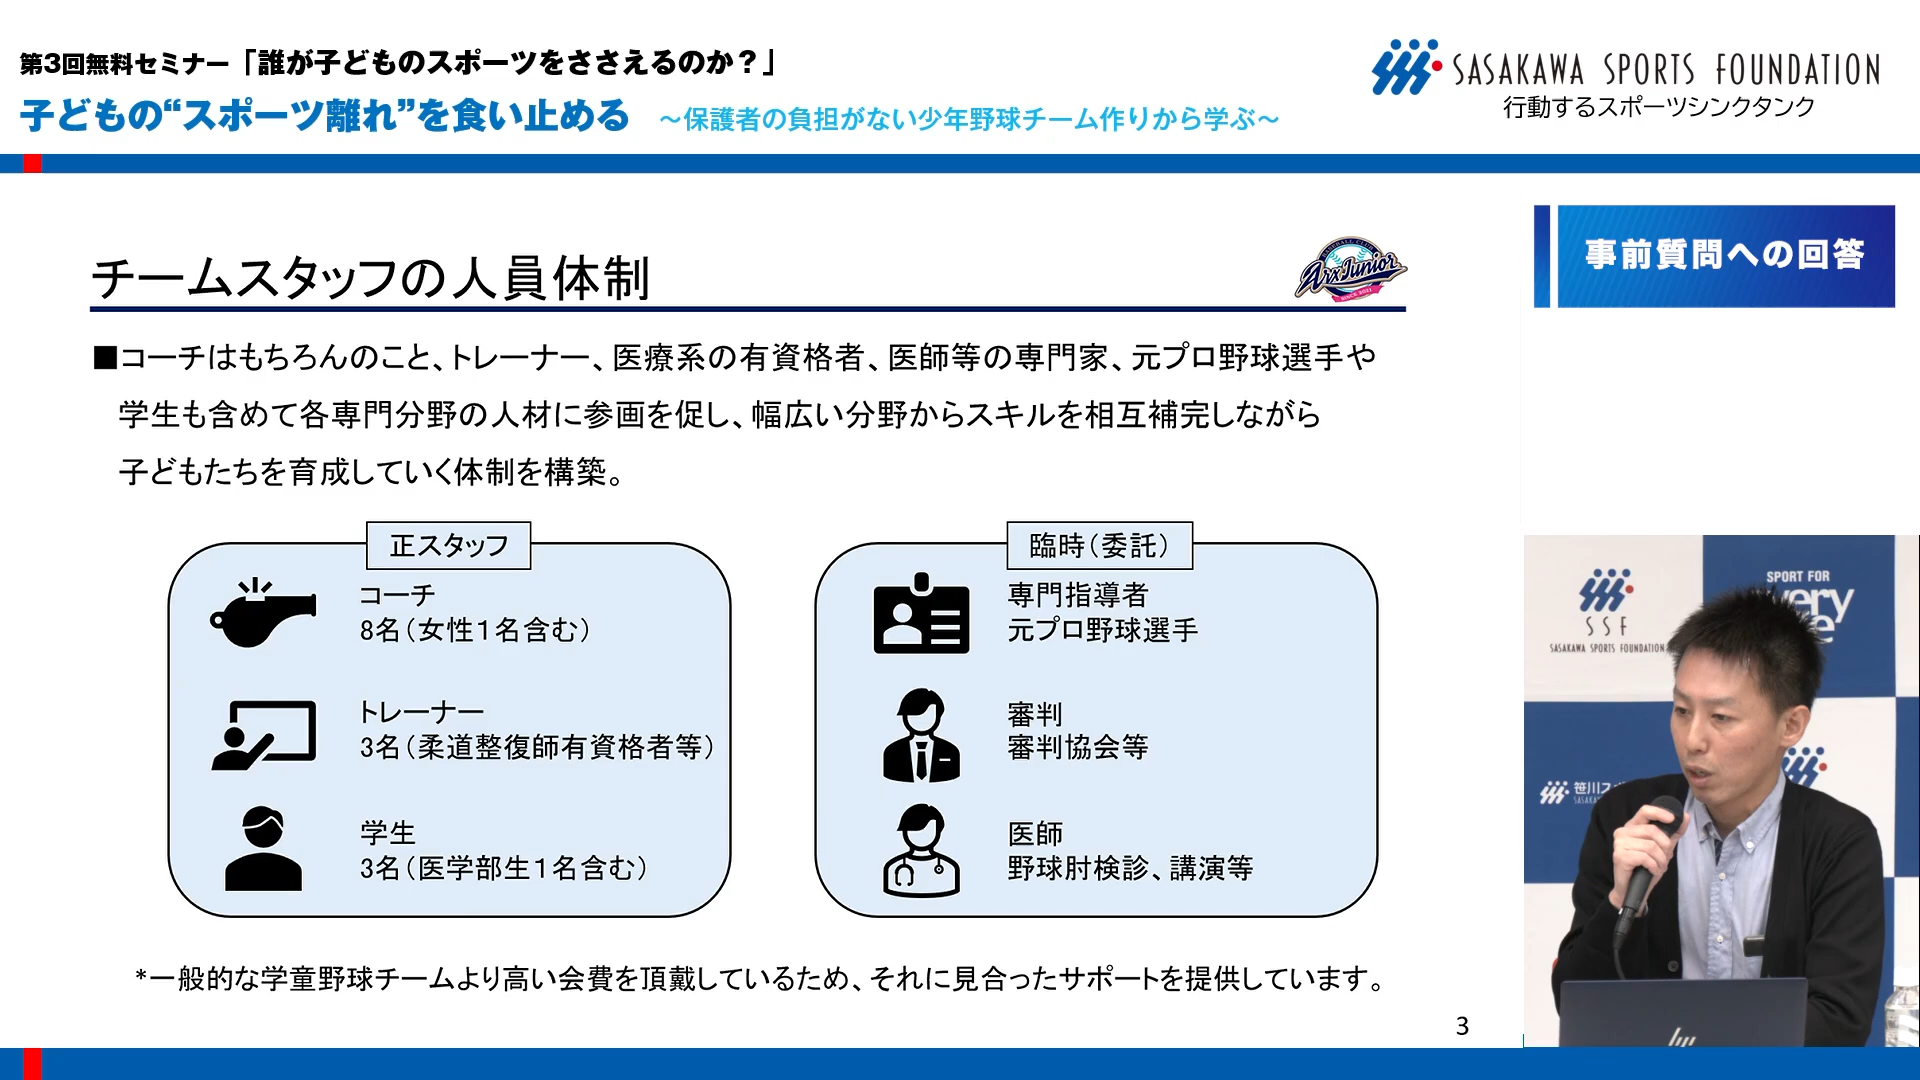 第3回無料セミナー「誰が子どものスポーツをささえるのか？」
子どもの“スポーツ離れ”を食い止める　～保護者の負担がない少年野球チーム作りから学ぶ～
SASAKAWA SPORTS FOUNDATION
行動するスポーツシンクタンク
事前質問への回答
チームスタッフの人員体制
Arx Junior
■コーチはもちろんのこと、トレーナー、医療系の有資格者、医師等の専門家、元プロ野球選手や
学生も含めて各専門分野の人材に参画を促し、幅広い分野からスキルを相互補完しながら
子どもたちを育成していく体制を構築。
正スタッフ
コーチ
8名（女性１名含む）
トレーナー
3名（柔道整復師有資格者等）
学生
3名（医学部生１名含む）
臨時（委託）
専門指導者
元プロ野球選手
審判
審判協会等
医師
野球肘検診、講演等
*一般的な学童野球チームより高い会費を頂戴しているため、それに見合ったサポートを提供しています。
3
SSF
SASAKAWA SPORTS FOUNDATION
SPORT FOR
笹川ス
hp